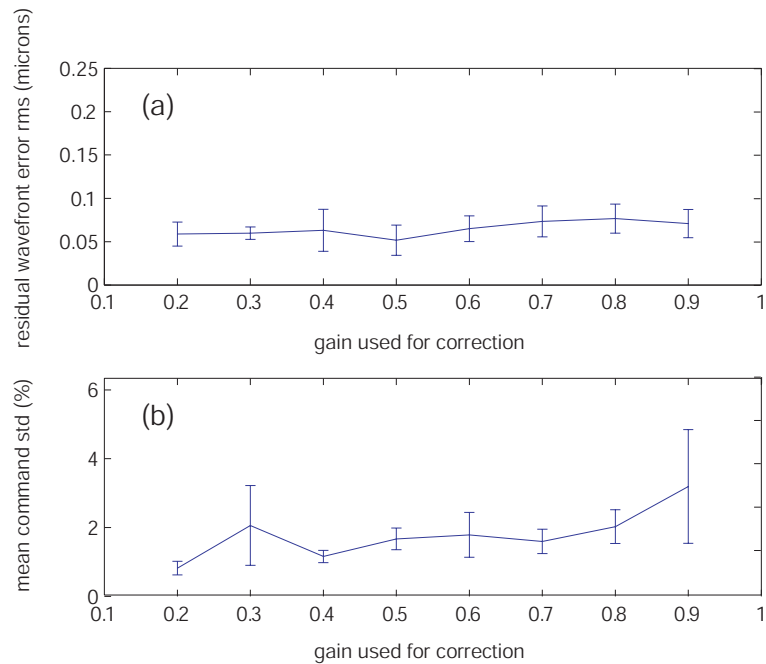 residual wavefront error rms (microns)
0.25
0.2
0.15
0.1
0.05
0
(a)
0.1 0.2 0.3 0.4 0.5 0.6 0.7 0.8 0.9 1
gain used for correction
mean command std (%)
6
4
2
0
(b)
0.1 0.2 0.3 0.4 0.5 0.6 0.7 0.8 0.9 1
gain used for correction